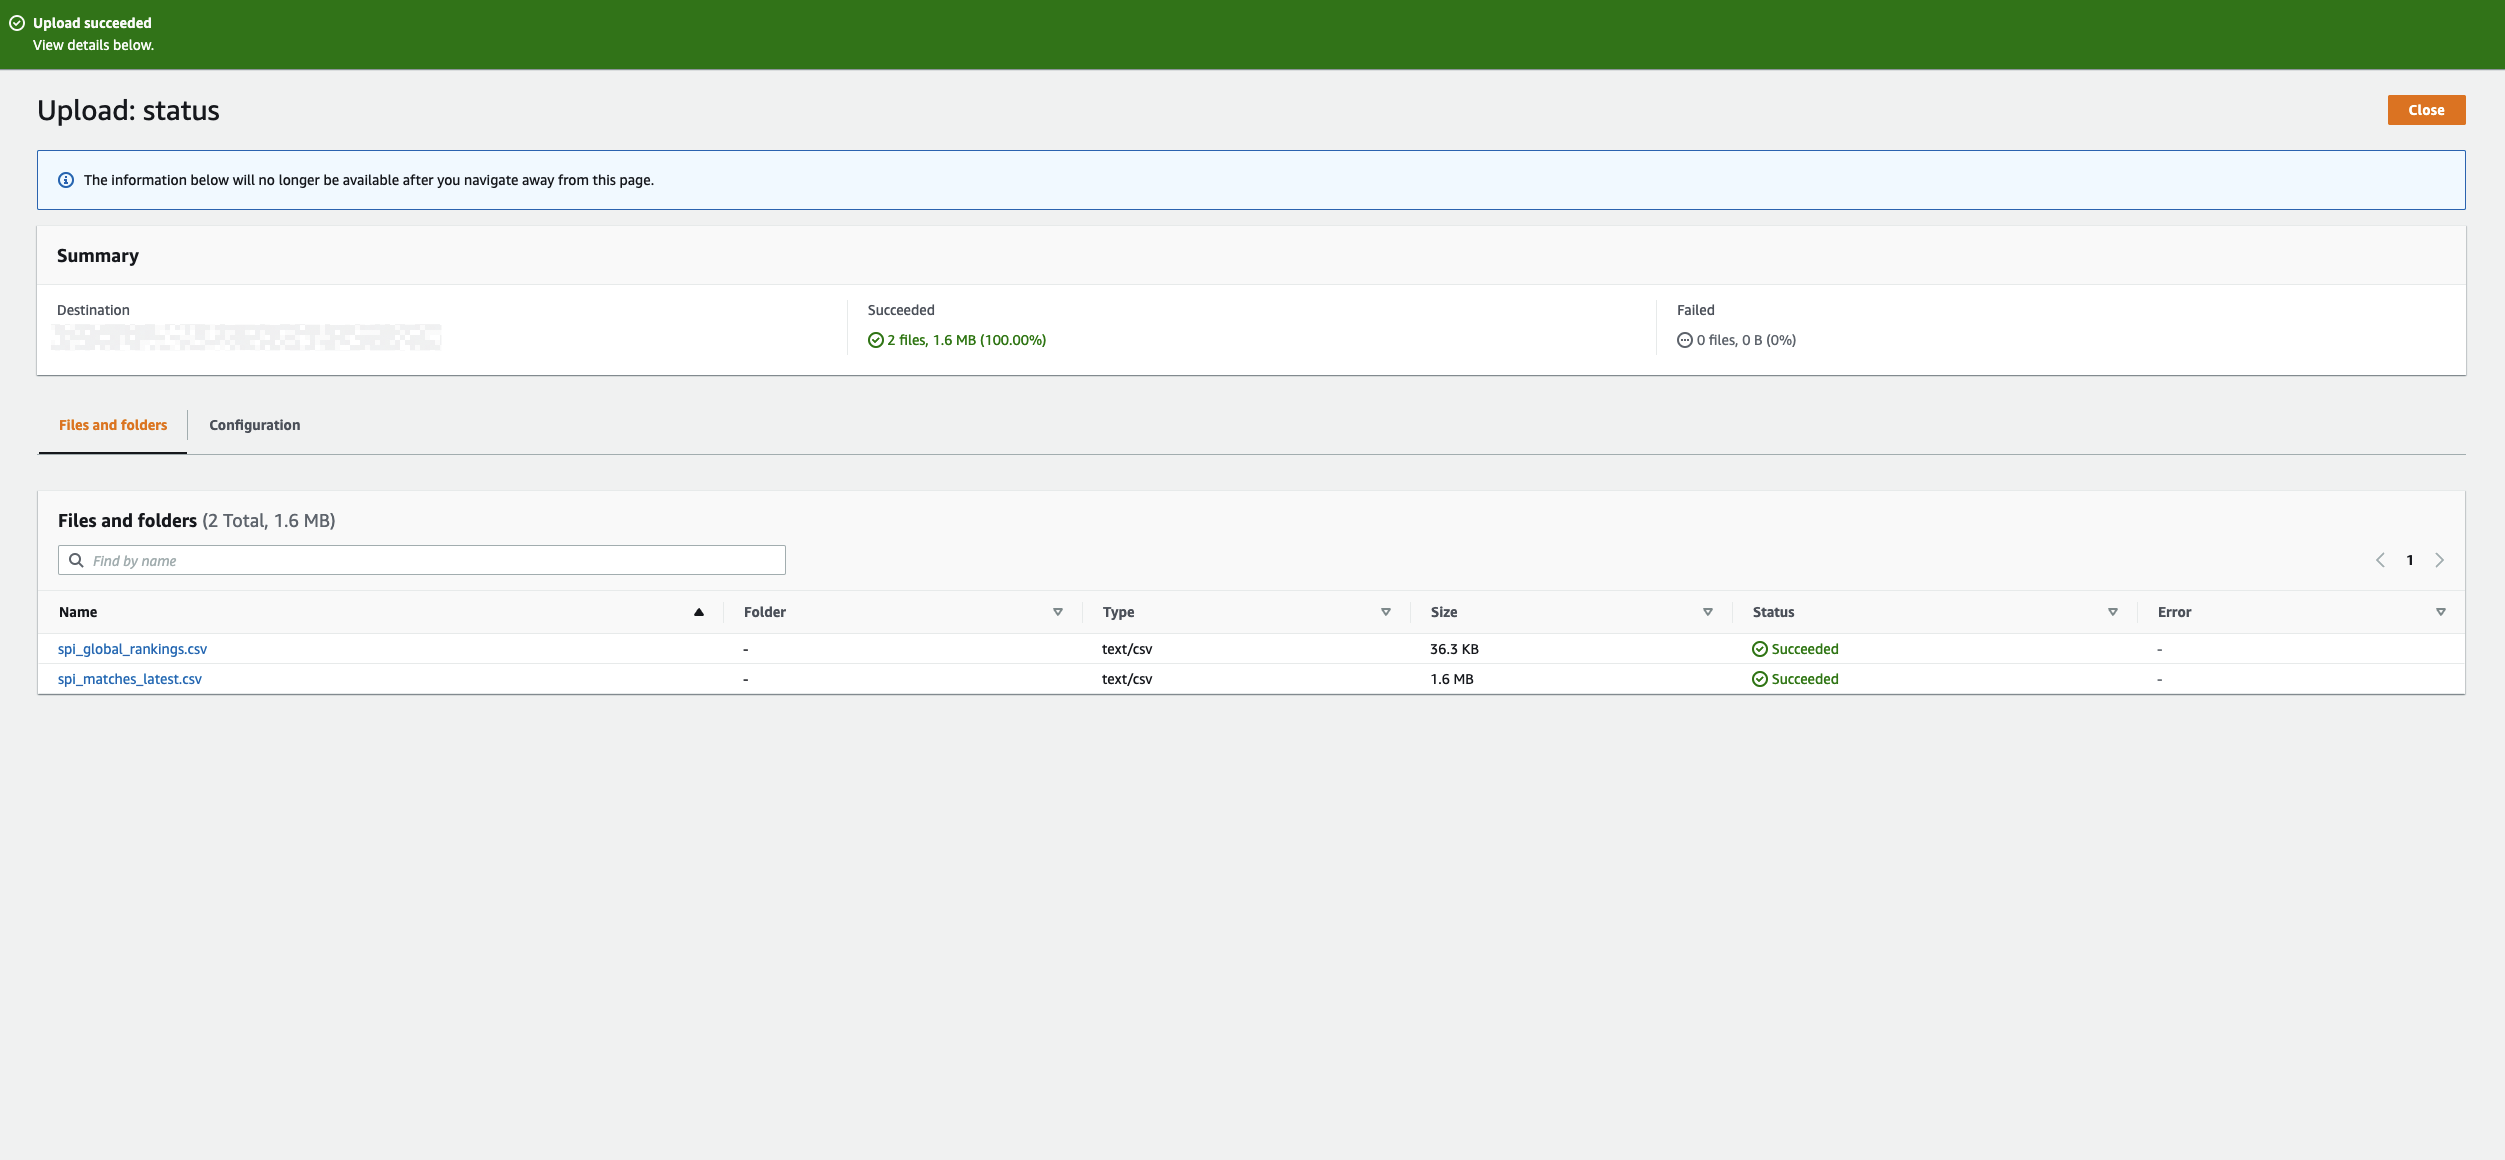 Upload succeeded
View details below.
Upload: status
Close
The information below will no longer be available after you navigate away from this page.
Summary
Destination
Succeeded
2 files, 1.6 MB (100.00%)
Failed
0 files, 0 B (0%)
Files and folders
Configuration
Files and folders (2 Total, 1.6 MB)
Find by name
1
Name Folder Type Size Status Error
spi_global_rankings.csv - text/csv 36.3 KB Succeeded -
spi_matches_latest.csv - text/csv 1.6 MB Succeeded -